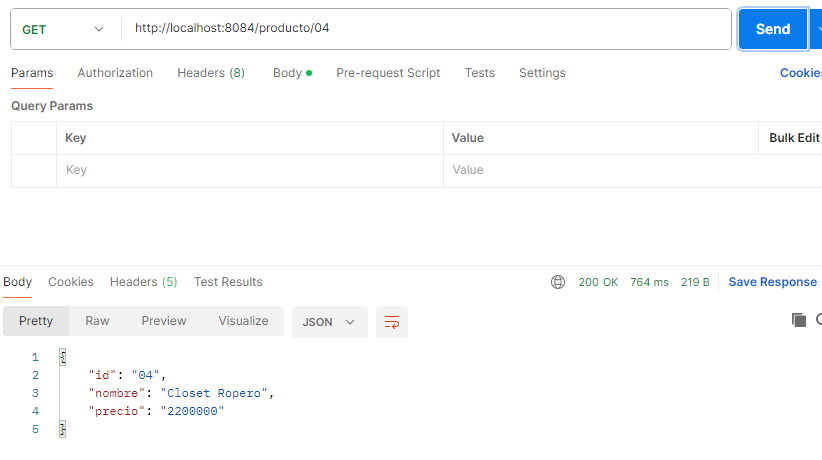 GET http://localhost:8084/producto/04 Send
Params Authorization Headers (8) Body Pre-request Script Tests Settings Cookies
Query Params
Key Value Bulk Edit
Key Value
Body Cookies Headers (5) Test Results 200 OK 764 ms 219 B Save Response
Pretty Raw Preview Visualize JSON
1 {
2 "id": "04",
3 "nombre": "Closet Ropero",
4 "precio": "2200000"
5 }